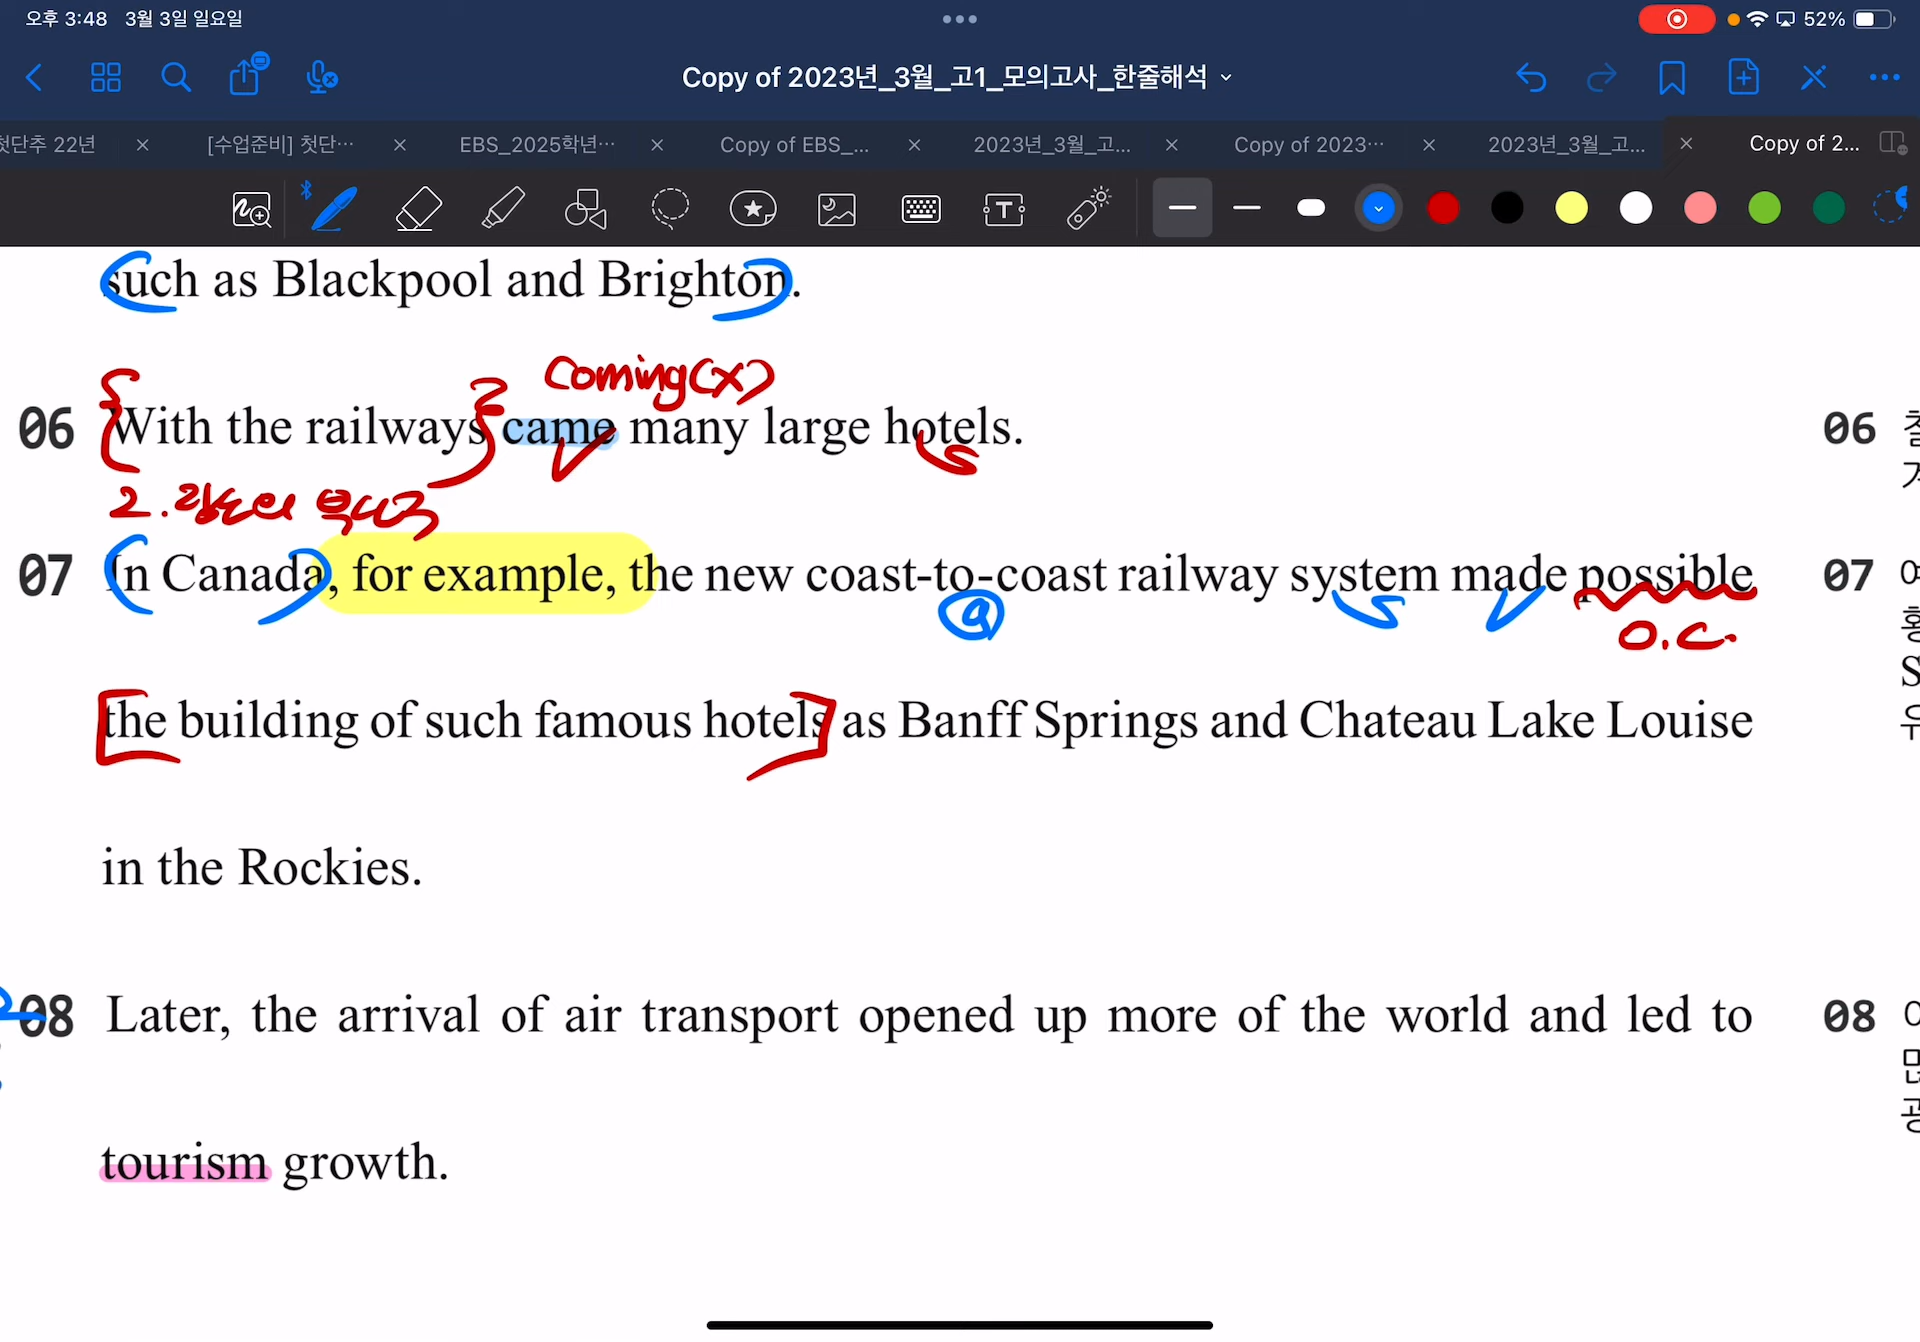 오후 3:48 3월 3일 일요일
52%
Copy of 2023년_3월_고1_모의고사_한줄해석
첫단추 22년
[수업준비] 첫단…
EBS_2025학년…
Copy of EBS_...
2023년_3월_고...
Copy of 2023…
2023년_3월_고...
Copy of 2...
such as Blackpool and Brighton.
coming(x)
06 With the railways came many large hotels.
S
06
2.
07 In Canada, for example, the new coast-to-coast railway system made possible
07
a S V O.C.
the building of such famous hotels as Banff Springs and Chateau Lake Louise
in the Rockies.
08 Later, the arrival of air transport opened up more of the world and led to
08
tourism growth.